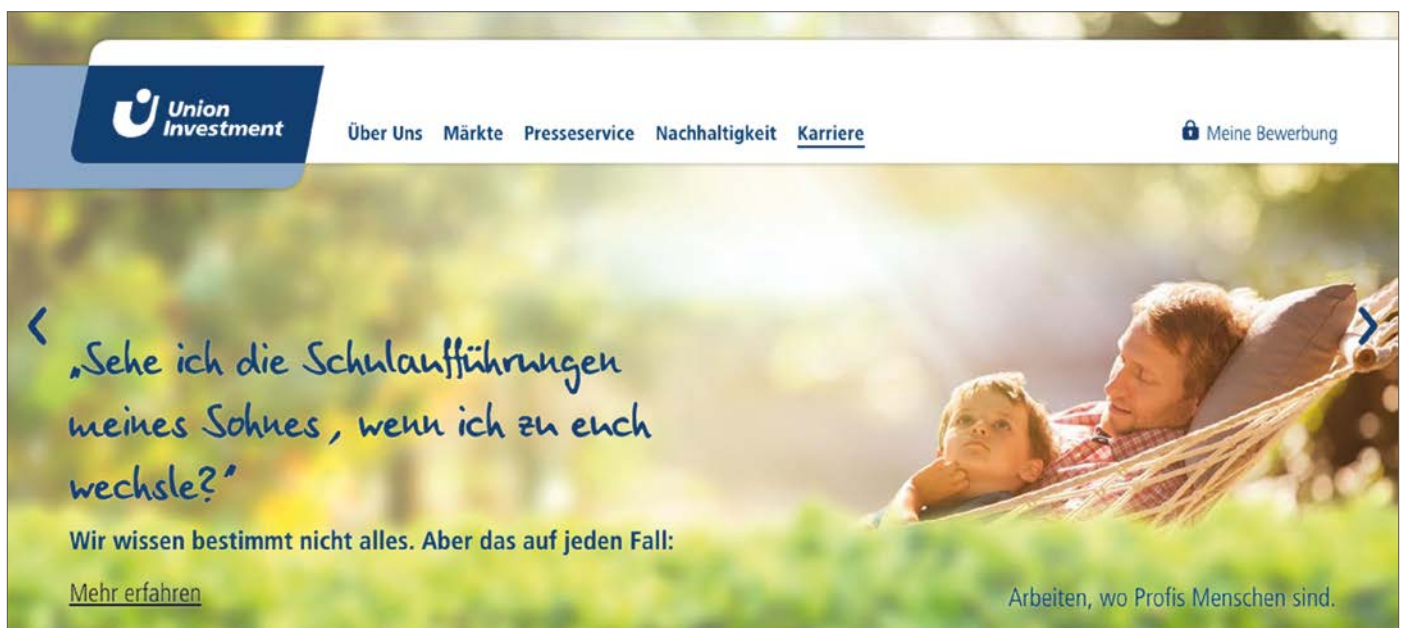 Union
Investment
Über Uns Märkte Presseservice Nachhaltigkeit Karriere
Meine Bewerbung
„Sehe ich die Schulaufführungen
meines Sohnes, wenn ich zu euch
wechsle?“
Wir wissen bestimmt nicht alles. Aber das auf jeden Fall:
Mehr erfahren
Arbeiten, wo Profis Menschen sind.